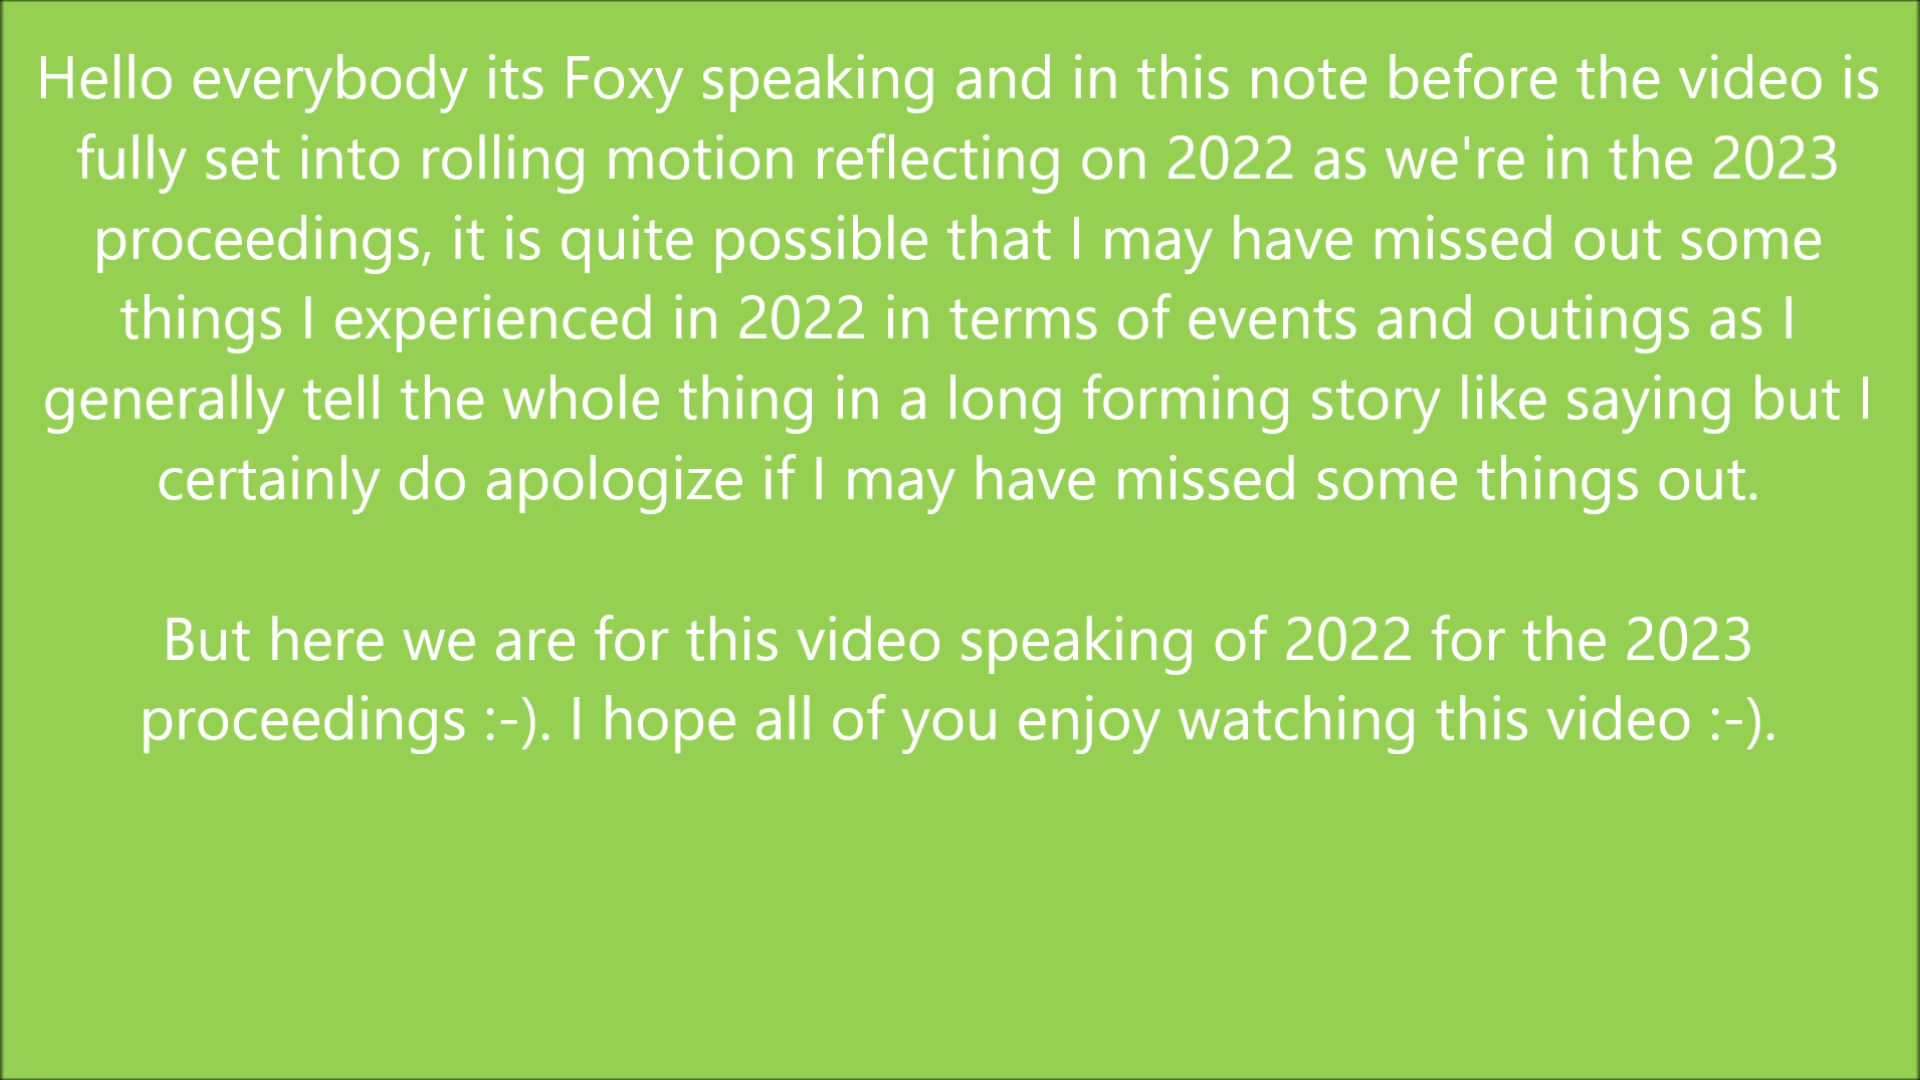 Hello everybody its Foxy speaking and in this note before the video is
fully set into rolling motion reflecting on 2022 as we're in the 2023
proceedings, it is quite possible that I may have missed out some
things I experienced in 2022 in terms of events and outings as I
generally tell the whole thing in a long forming story like saying but I
certainly do apologize if I may have missed some things out.
But here we are for this video speaking of 2022 for the 2023
proceedings :-). I hope all of you enjoy watching this video :-).